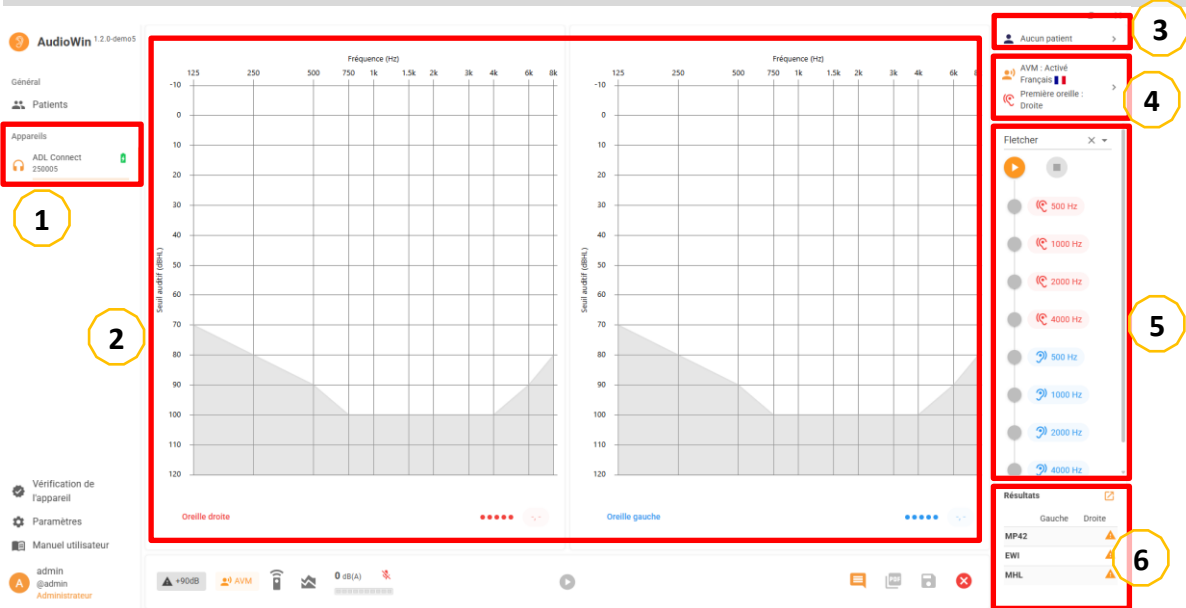 AudioWin 1.2.0-demo5
Général
Patients
Appareils
ADL Connect
250005
1
2
Fréquence (Hz)
125 250 500 750 1k 1.5k 2k 3k 4k 6k 8k
-10
0
10
20
30
40
50
60
70
80
90
100
110
120
Seuil auditif (dBHL)
Oreille droite
-.-
Fréquence (Hz)
125 250 500 750 1k 1.5k 2k 3k 4k 6k
-10
0
10
20
30
40
50
60
70
80
90
100
110
120
Seuil auditif (dBHL)
Oreille gauche
-.-
Aucun patient
3
AVM : Activé
Français
Première oreille :
Droite
4
Fletcher
500 Hz
1000 Hz
2000 Hz
4000 Hz
500 Hz
1000 Hz
2000 Hz
4000 Hz
5
Résultats
Gauche Droite
MP42
EWI
MHL
6
Vérification de
l'appareil
Paramètres
Manuel utilisateur
A
admin
@admin
Administrateur
+90dB
AVM
0 dB(A)
PDF